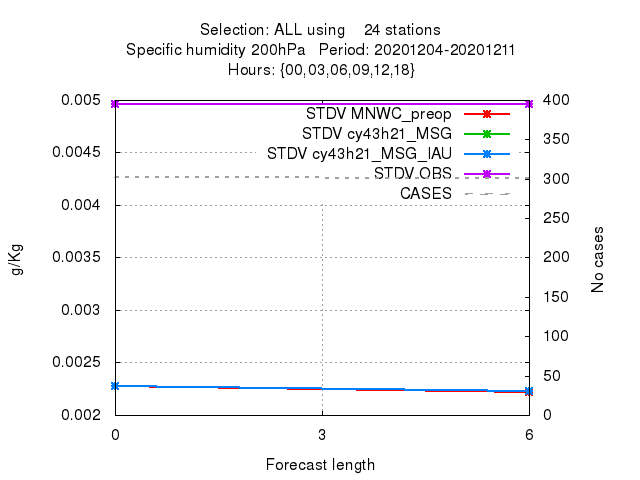 Selection: ALL using 24 stations
Specific humidity 200hPa Period: 20201204-20201211
Hours: {00,03,06,09,12,18}
STDV MNWC_preop
STDV cy43h21_MSG
STDV cy43h21_MSG_IAU
STDV OBS
CASES
0.005
0.0045
0.004
0.0035
0.003
0.0025
0.002
g/Kg
400
350
300
250
200
150
100
50
0
No cases
0 3 6
Forecast length